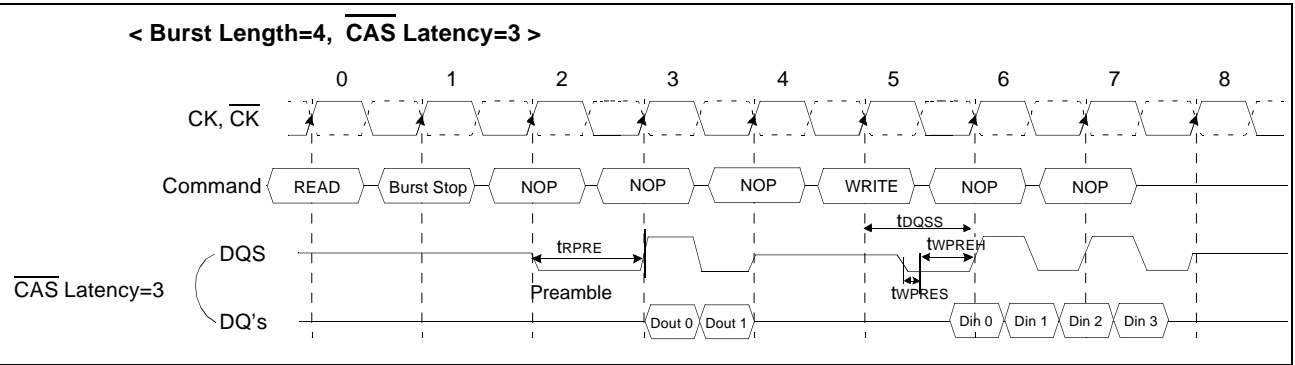 < Burst Length=4, CAS Latency=3 >
0 1 2 3 4 5 6 7 8
CK, CK
Command READ Burst Stop NOP NOP NOP WRITE NOP NOP
tDQSS
DQS tRPRE tWPREH
CAS Latency=3 Preamble tWPRES
DQ's Dout 0 Dout 1 Din 0 Din 1 Din 2 Din 3